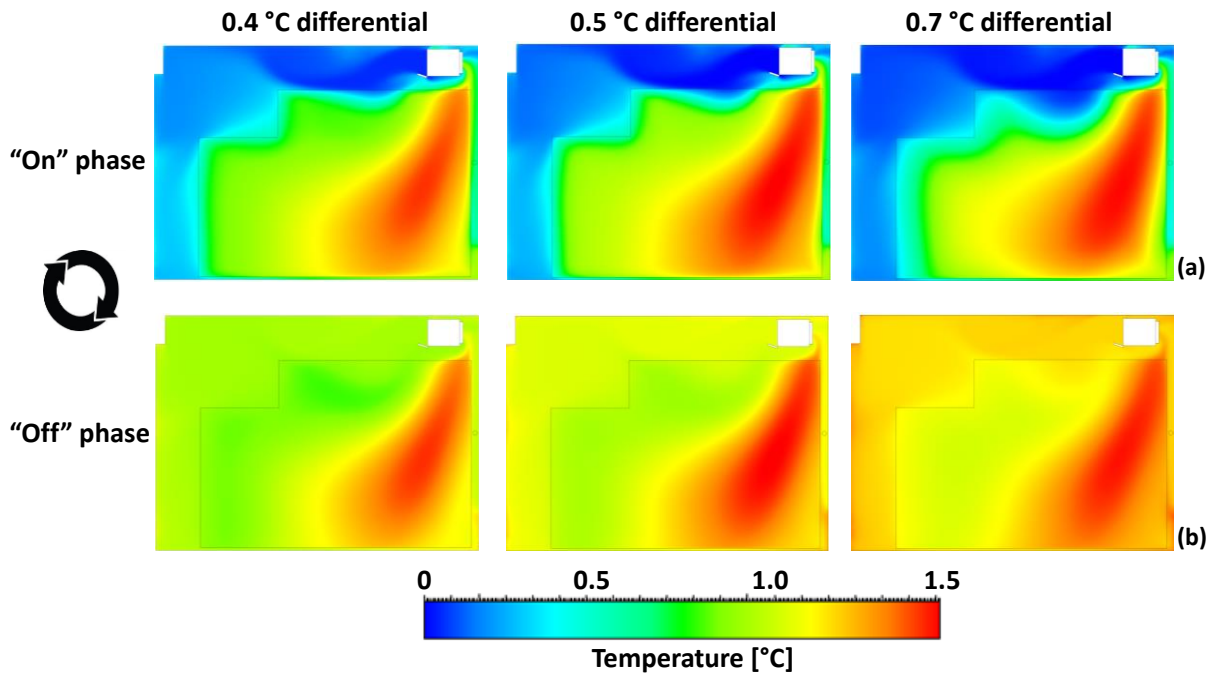 0.4 °C differential
0.5 °C differential
0.7 °C differential
“On” phase
(a)
“Off” phase
(b)
0
0.5
1.0
1.5
Temperature [°C]